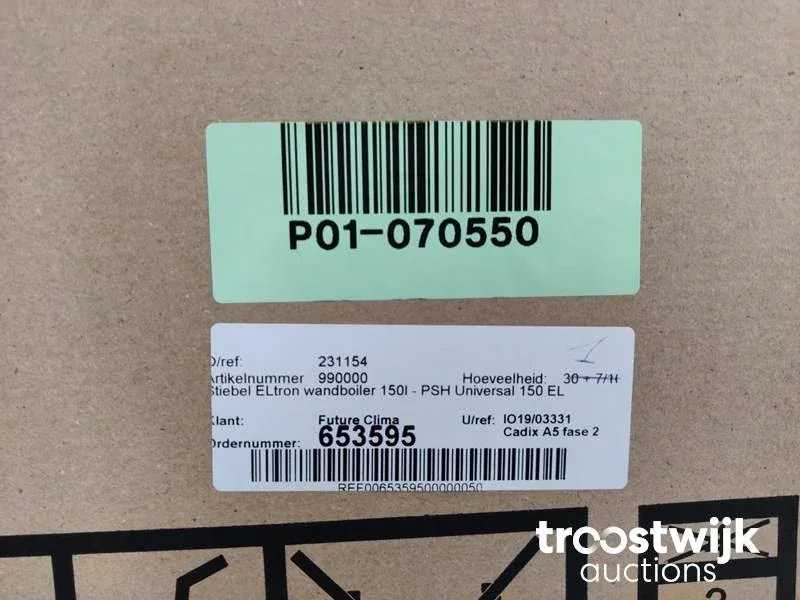 P01-070550
O/ref: 231154
1
Artikelnummer 990000 Hoeveelheid: 30 + 7/11
Stiebel ELtron wandboiler 150l - PSH Universal 150 EL
Klant: Future Clima U/ref: IO19/03331
Ordernummer: 653595 Cadix A5 fase 2
REF0065359500000050
troostwijk
auctions
2